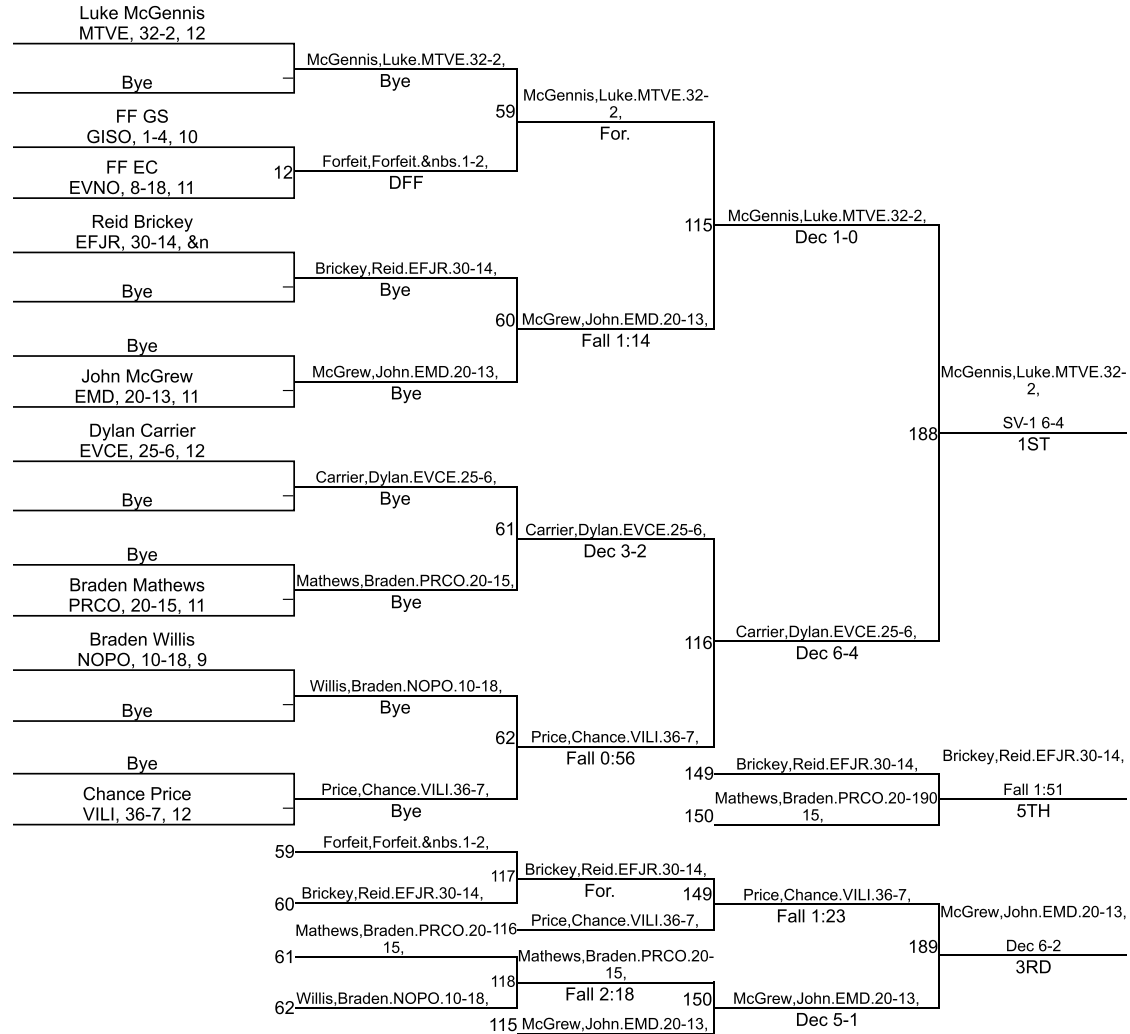 Luke McGennis
MTVE, 32-2, 12
Bye
McGennis,Luke.MTVE.32-2,
Bye
FF GS
GISO, 1-4, 10
FF EC
EVNO, 8-18, 11
12
Forfeit,Forfeit.&nbs.1-2,
DFF
59
McGennis,Luke.MTVE.32-
2,
For.
Reid Brickey
EFJR, 30-14, &n
Bye
Brickey,Reid.EFJR.30-14,
Bye
Bye
John McGrew
EMD, 20-13, 11
McGrew,John.EMD.20-13,
Bye
60
McGrew,John.EMD.20-13,
Fall 1:14
115
McGennis,Luke.MTVE.32-2,
Dec 1-0
Dylan Carrier
EVCE, 25-6, 12
Bye
Carrier,Dylan.EVCE.25-6,
Bye
Bye
Braden Mathews
PRCO, 20-15, 11
Mathews,Braden.PRCO.20-15,
Bye
61
Carrier,Dylan.EVCE.25-6,
Dec 3-2
Braden Willis
NOPO, 10-18, 9
Bye
Willis,Braden.NOPO.10-18,
Bye
Bye
Chance Price
VILI, 36-7, 12
Price,Chance.VILI.36-7,
Bye
62
Price,Chance.VILI.36-7,
Fall 0:56
116
Carrier,Dylan.EVCE.25-6,
Dec 6-4
188
McGennis,Luke.MTVE.32-
2,
SV-1 6-4
1ST
149
Brickey,Reid.EFJR.30-14,
150
Mathews,Braden.PRCO.20-
15,
190
Brickey,Reid.EFJR.30-14,
Fall 1:51
5TH
59
Forfeit,Forfeit.&nbs.1-2,
60
Brickey,Reid.EFJR.30-14,
117
Brickey,Reid.EFJR.30-14,
For.
116
Price,Chance.VILI.36-7,
149
Price,Chance.VILI.36-7,
Fall 1:23
61
Mathews,Braden.PRCO.20-
15,
62
Willis,Braden.NOPO.10-18,
118
Mathews,Braden.PRCO.20-
15,
Fall 2:18
115
McGrew,John.EMD.20-13,
150
McGrew,John.EMD.20-13,
Dec 5-1
189
McGrew,John.EMD.20-13,
Dec 6-2
3RD